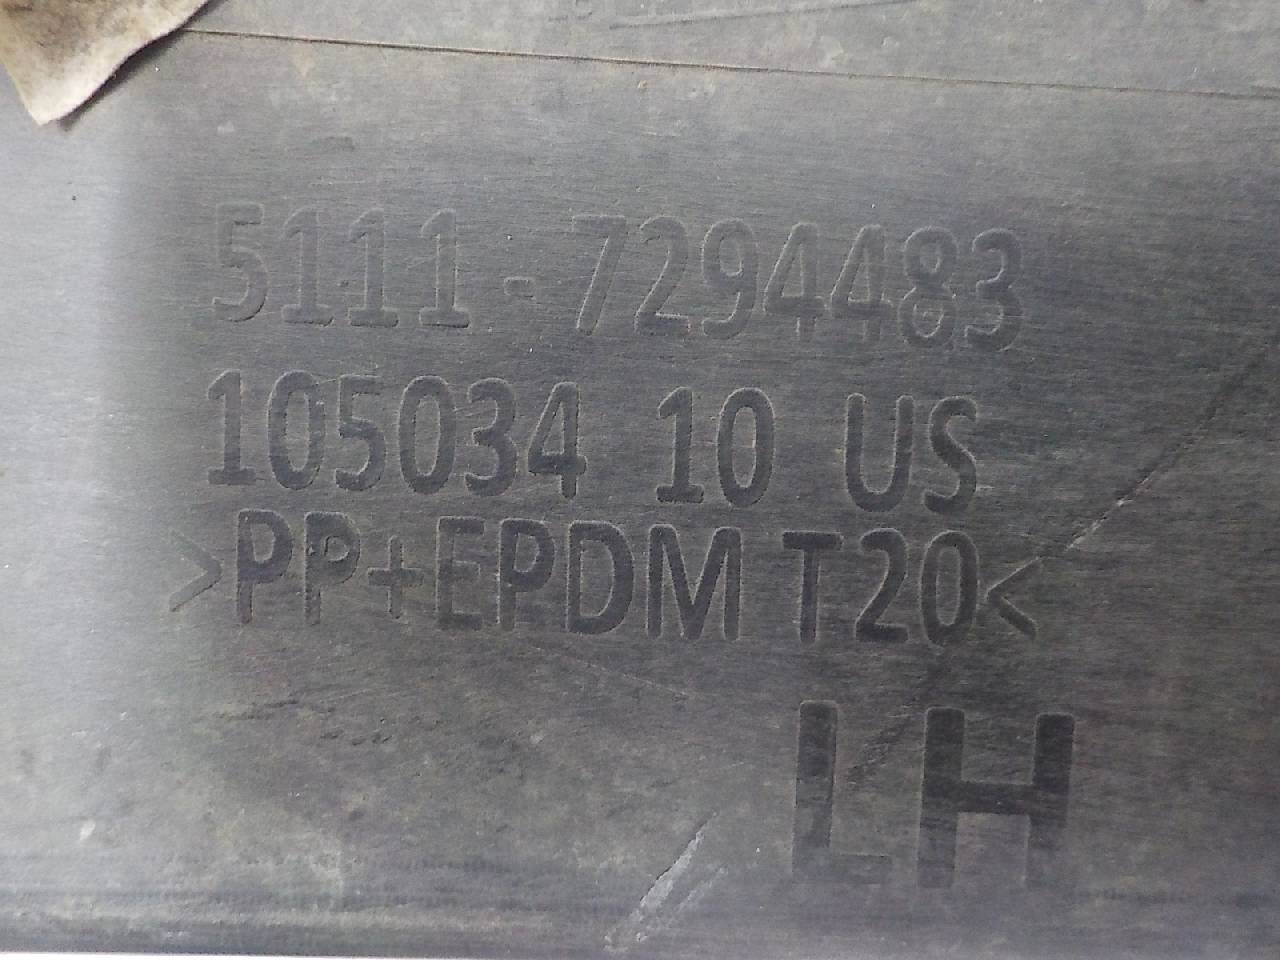 5111-7294483
105034 10 US
>PP+EPDM T20<
LH